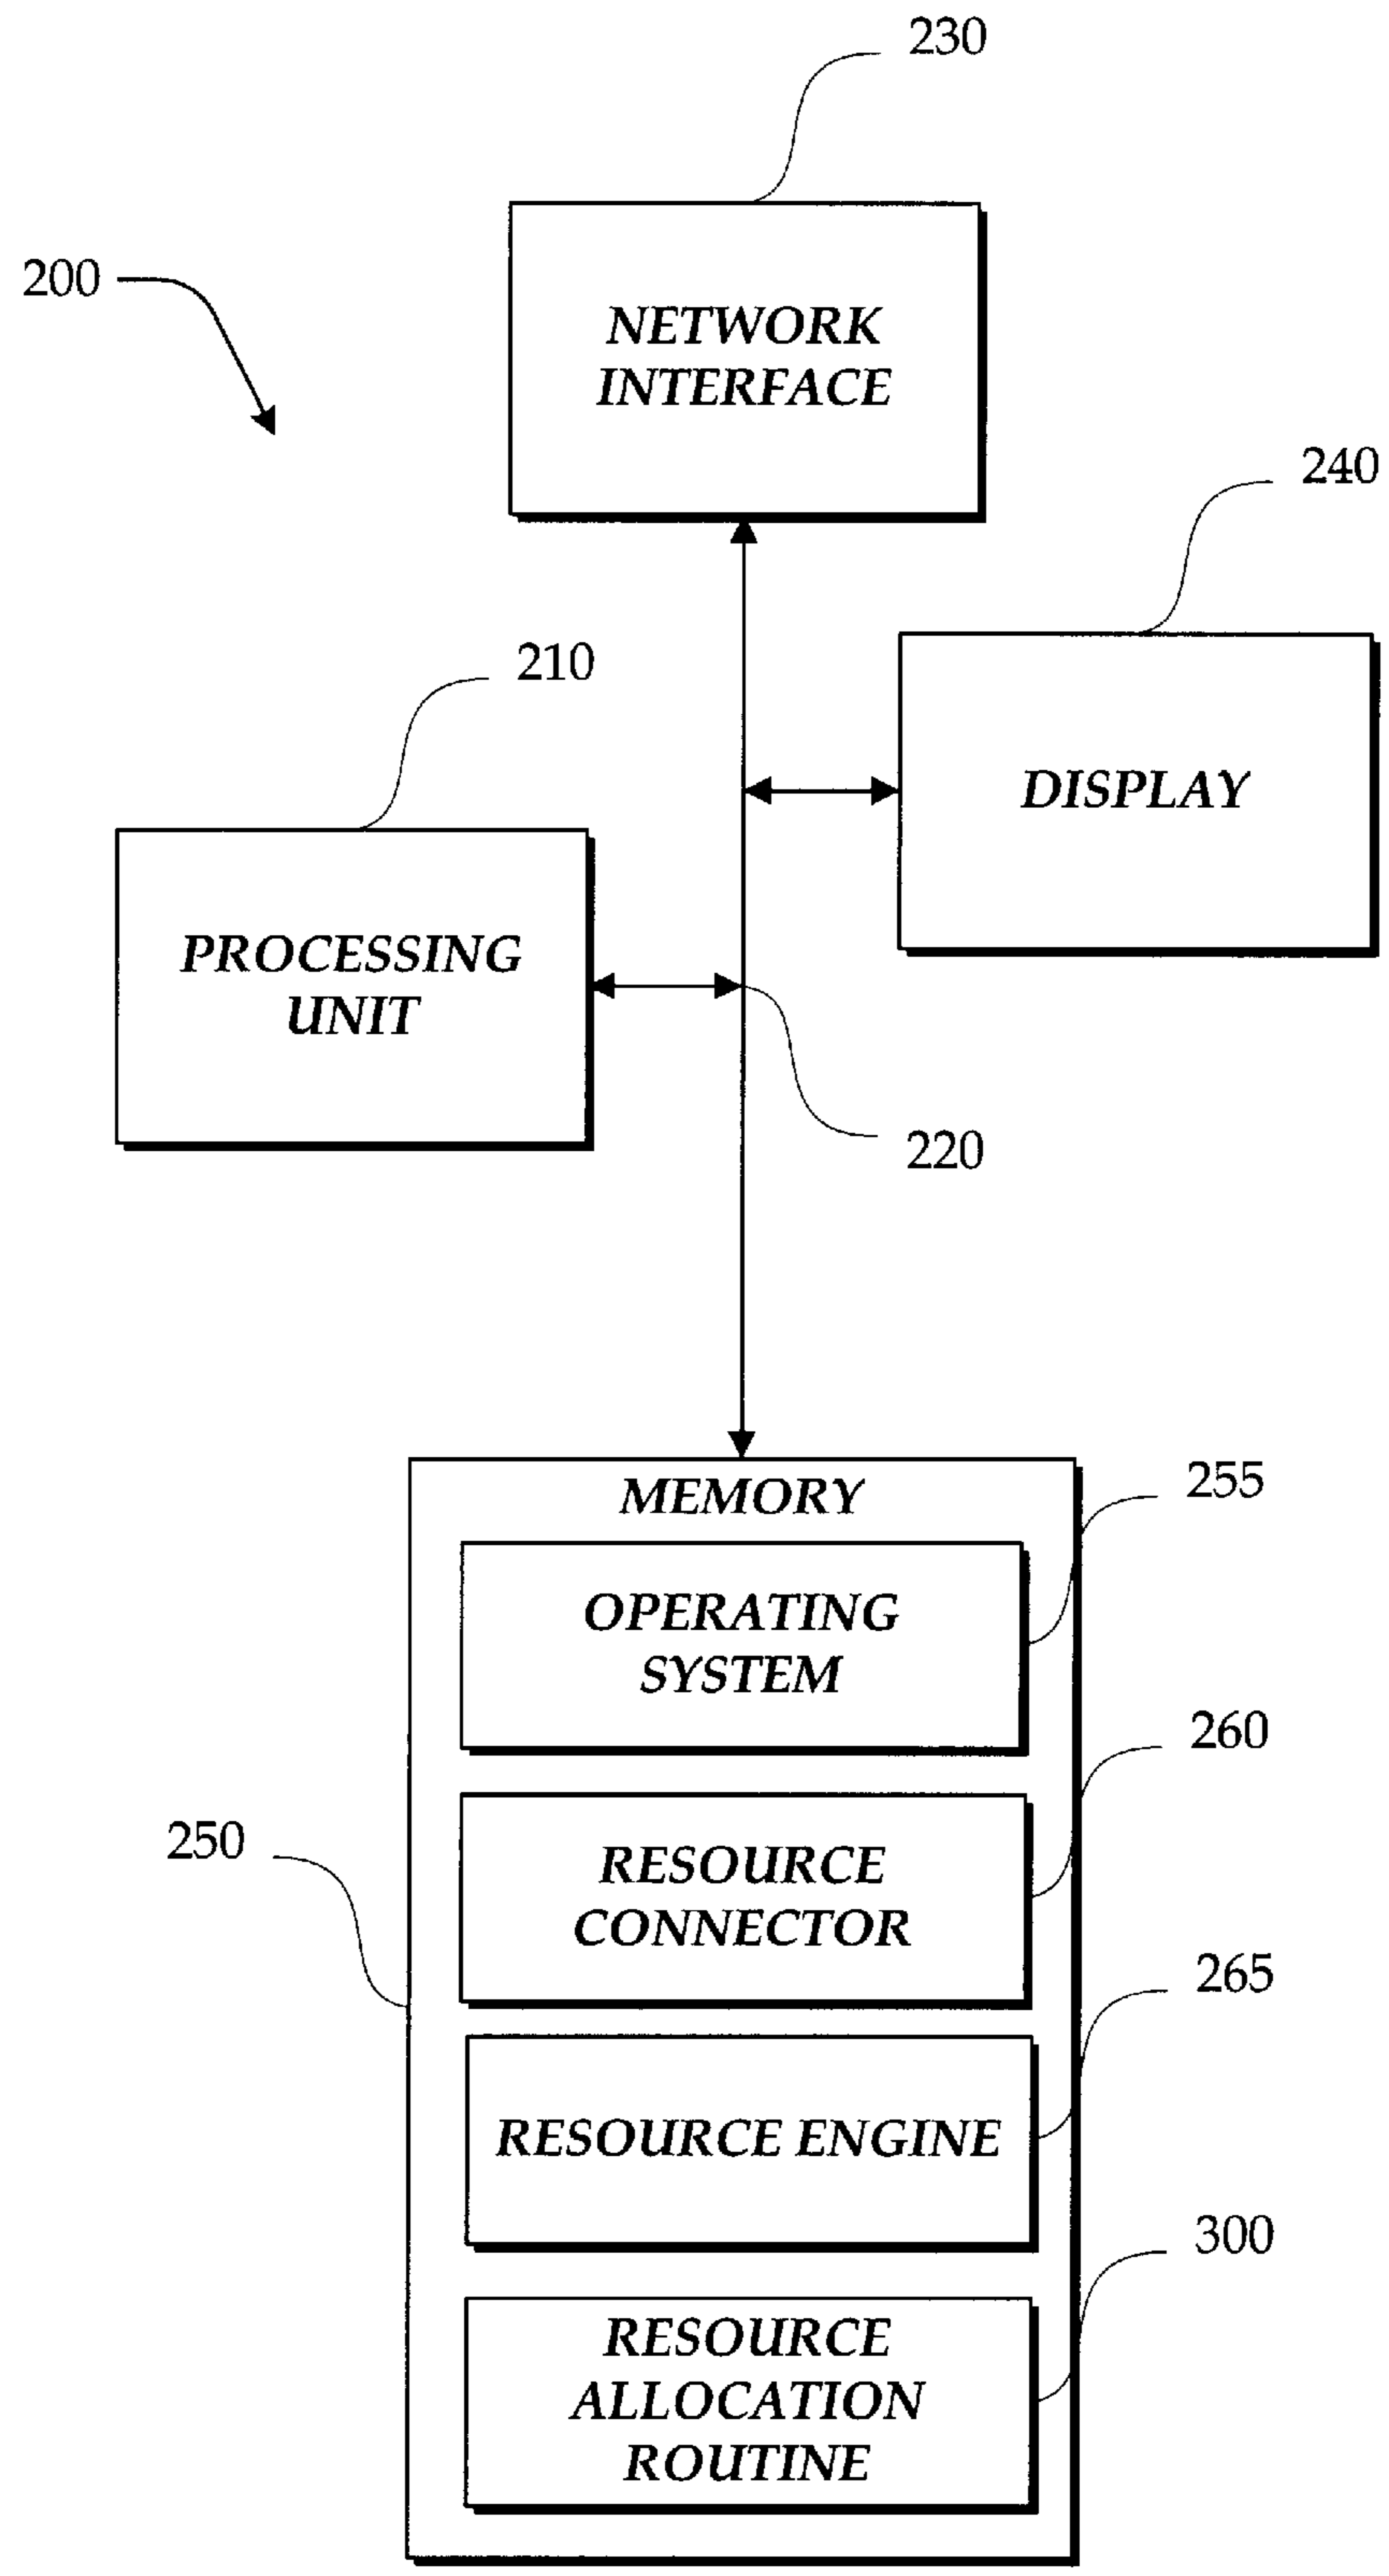 230
200
NETWORK
INTERFACE
240
210
DISPLAY
PROCESSING
UNIT
220
MEMORY
255
OPERATING
SYSTEM
260
250
RESOURCE
CONNECTOR
265
RESOURCE ENGINE
300
RESOURCE
ALLOCATION
ROUTINE